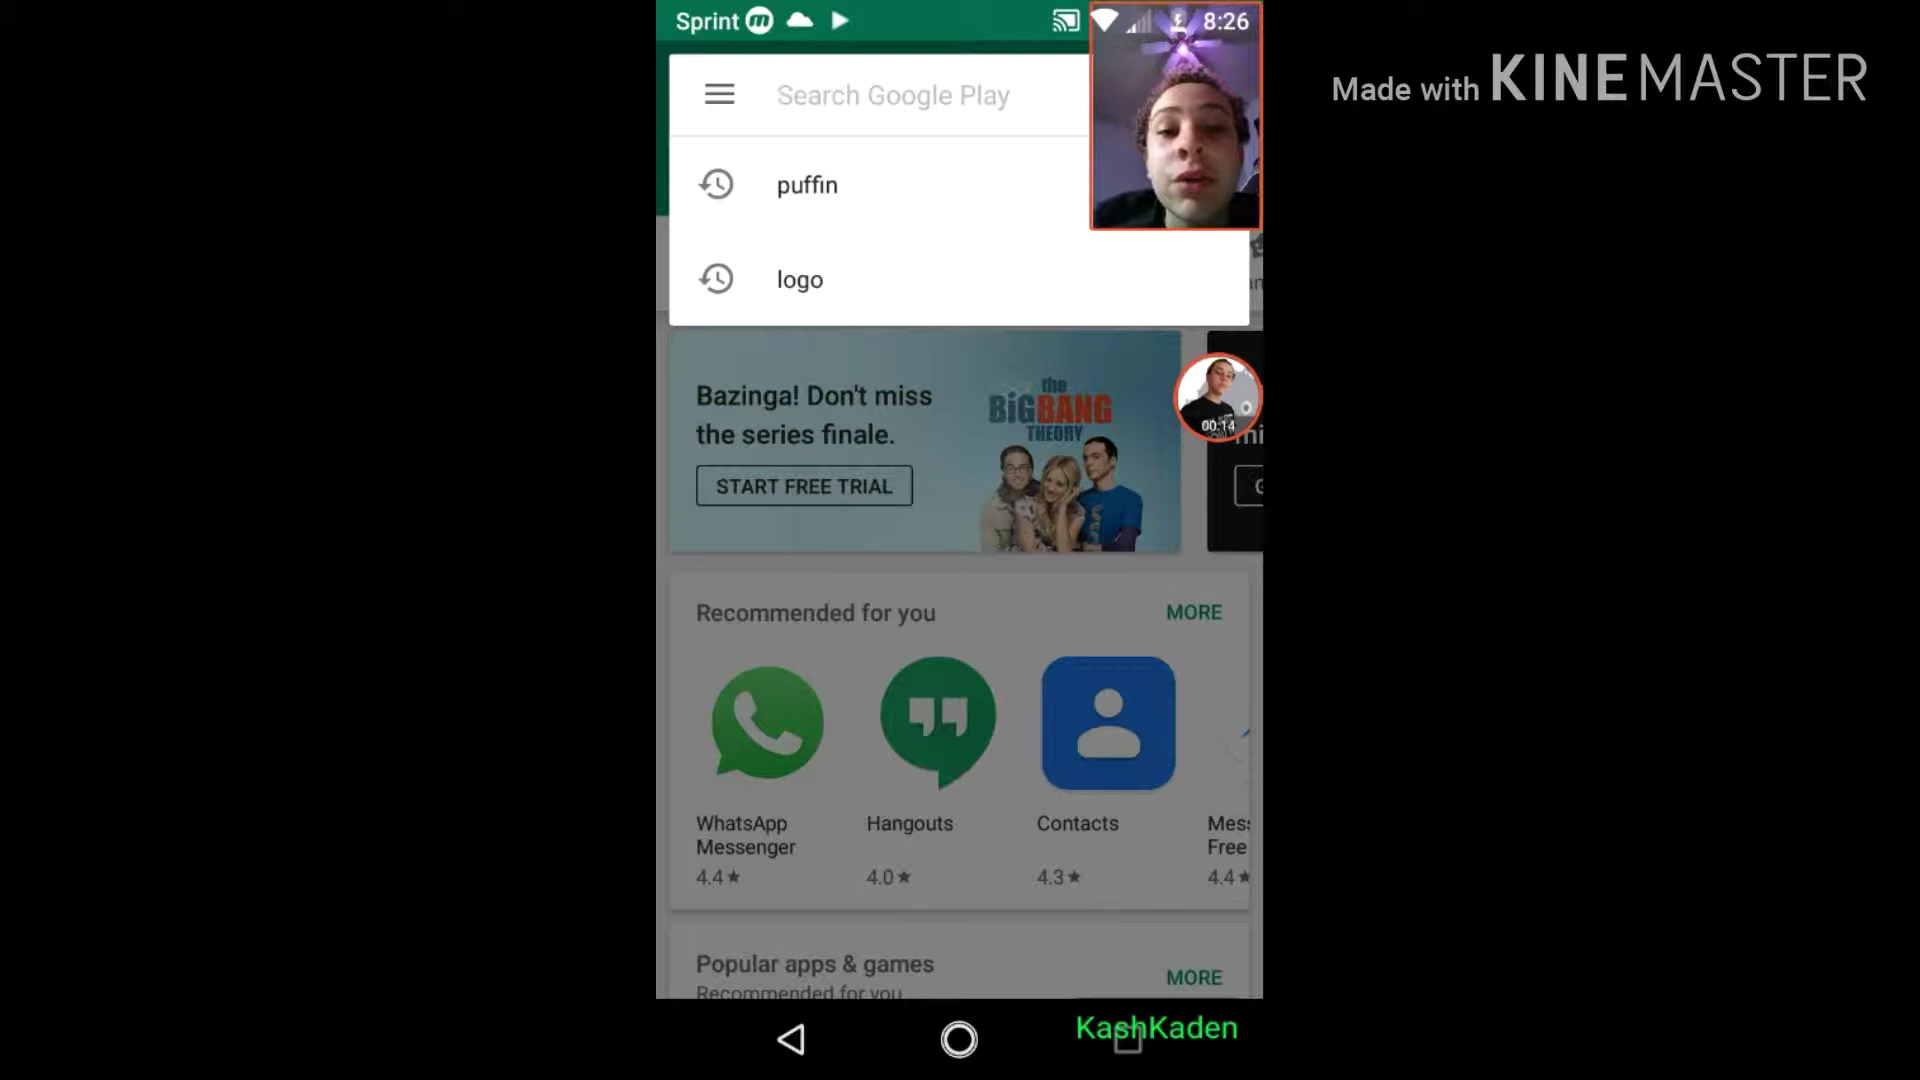 Sprint
8:26
Made with KINEMASTER
Search Google Play
puffin
logo
Bazinga! Don't miss
the series finale.
START FREE TRIAL
the
BiGBANG
THEORY
00:14
Recommended for you
MORE
WhatsApp
Messenger
4.4★
Hangouts
4.0★
Contacts
4.3★
Mess
Free
4.4★
Popular apps & games
MORE
Recommended for you
KashKaden